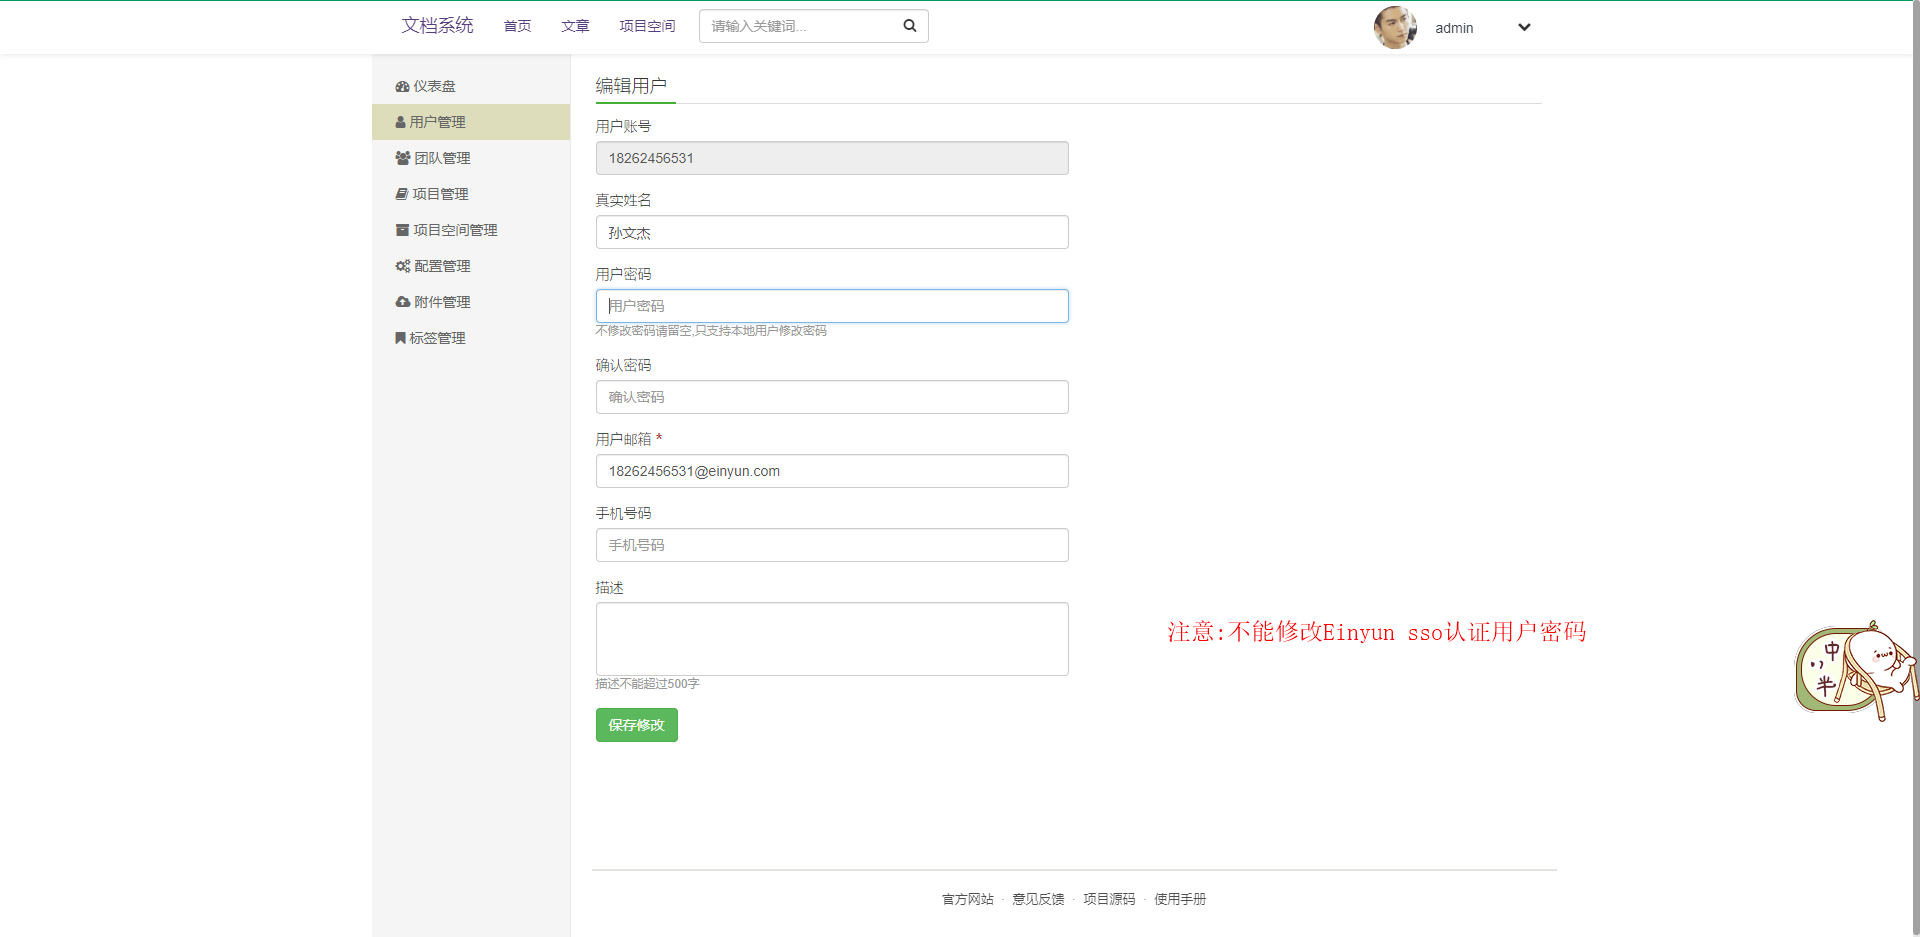 文档系统 首页 文章 项目空间 请输入关键词... admin
仪表盘
用户管理
团队管理
项目管理
项目空间管理
配置管理
附件管理
标签管理
编辑用户
用户账号
18262456531
真实姓名
孙文杰
用户密码
用户密码
不修改密码请留空,只支持本地用户修改密码
确认密码
确认密码
用户邮箱 *
18262456531@einyun.com
手机号码
手机号码
描述
描述不能超过500字
保存修改
注意:不能修改Einyun sso认证用户密码
中
半
官方网站 · 意见反馈 · 项目源码 · 使用手册